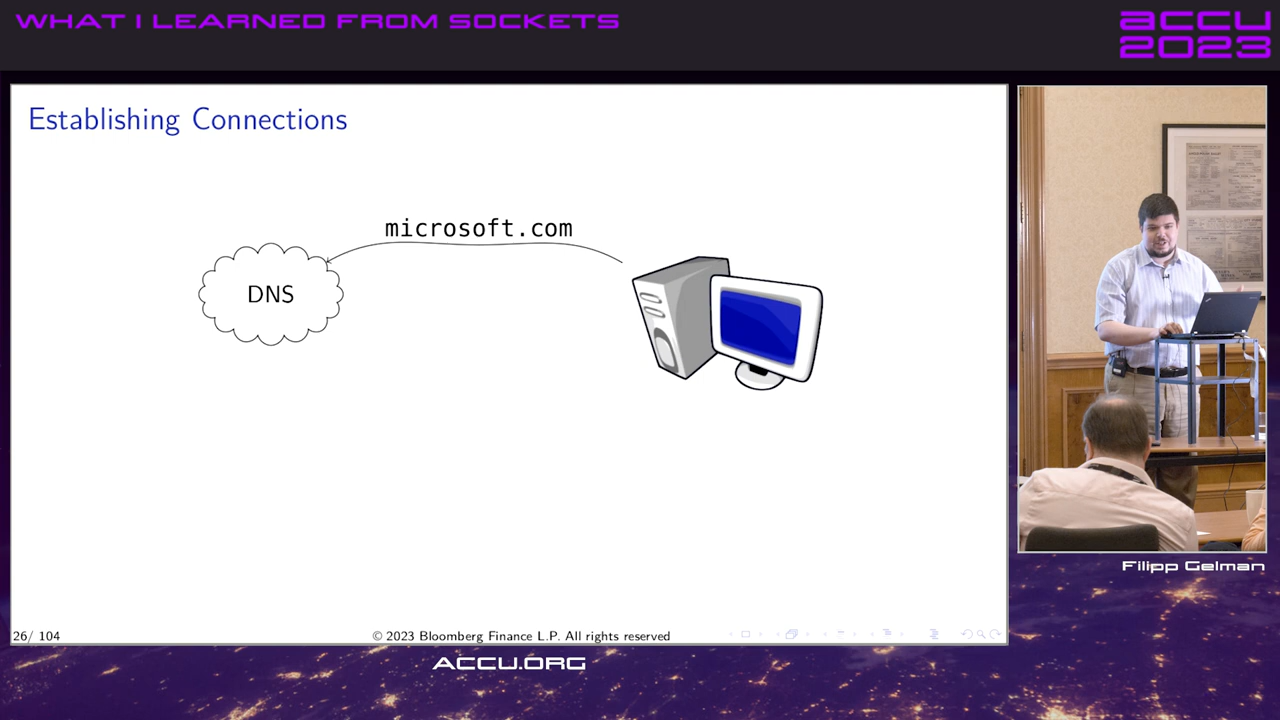 WHAT I LEARNED FROM SOCKETS
accu
2023
Establishing Connections
microsoft.com
DNS
26/ 104
© 2023 Bloomberg Finance L.P. All rights reserved
Filipp Gelman
ACCU.ORG